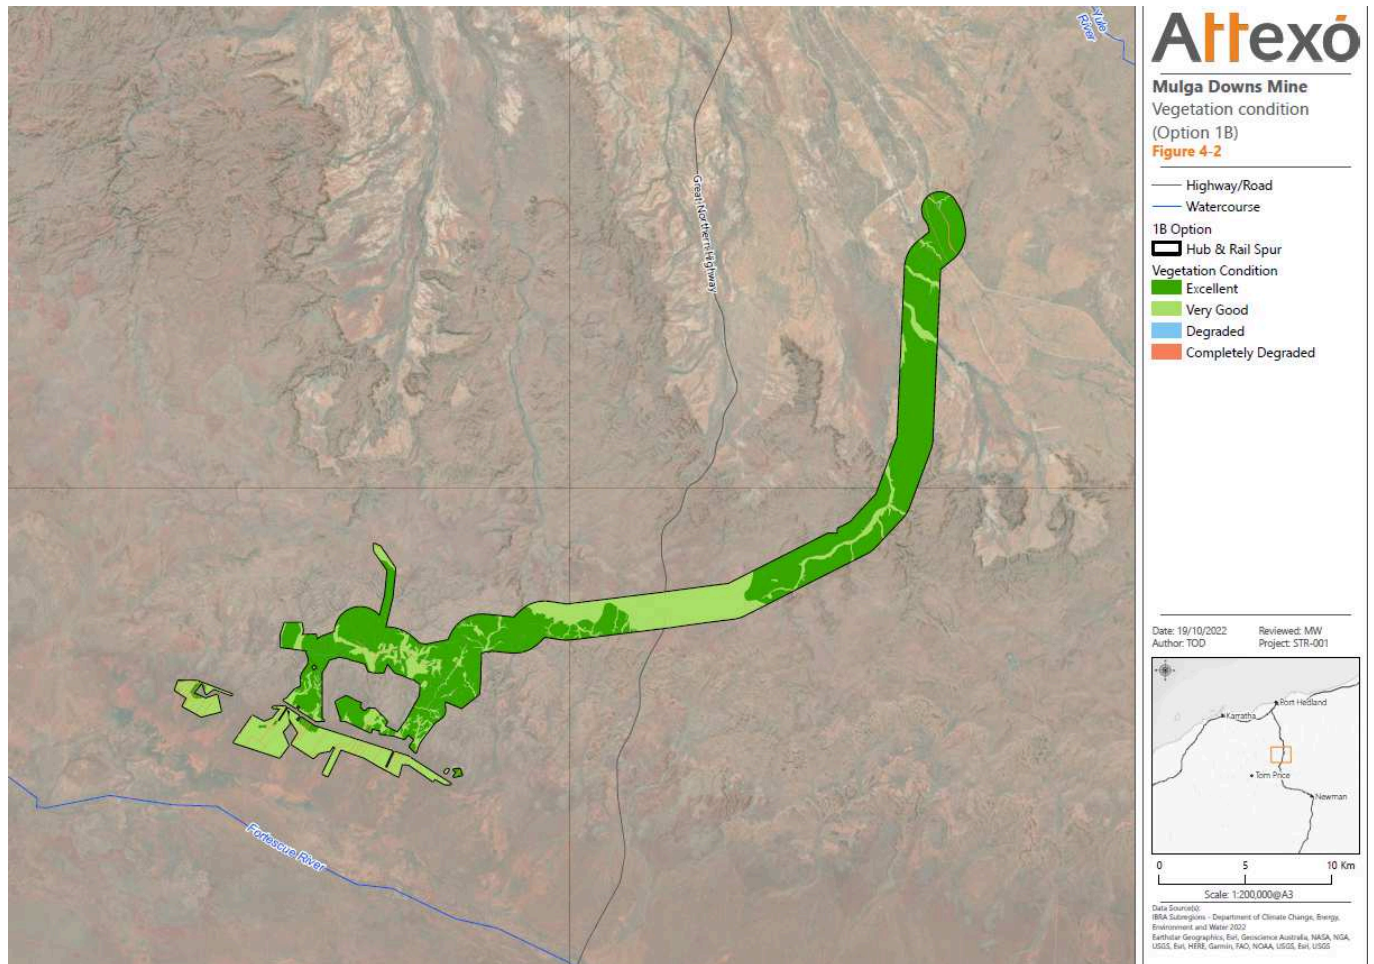 Yule
River
Great Northern Highway
Fortescue River
Attexó
Mulga Downs Mine
Vegetation condition
(Option 1B)
Figure 4-2
Highway/Road
Watercourse
1B Option
Hub & Rail Spur
Vegetation Condition
Excellent
Very Good
Degraded
Completely Degraded
Date: 19/10/2022 Reviewed: MW
Author: TOD Project: STR-001
Port Hedland
Karratha
Tom Price
Newman
0 5 10 Km
Scale: 1:200,000@A3
Data Source(s):
IBRA Subregions - Department of Climate Change, Energy,
Environment and Water 2022
Earthstar Geographics, Esri, Geoscience Australia, NASA, NGA,
USGS, Esri, HERE, Garmin, FAO, NOAA, USGS, Esri, USGS